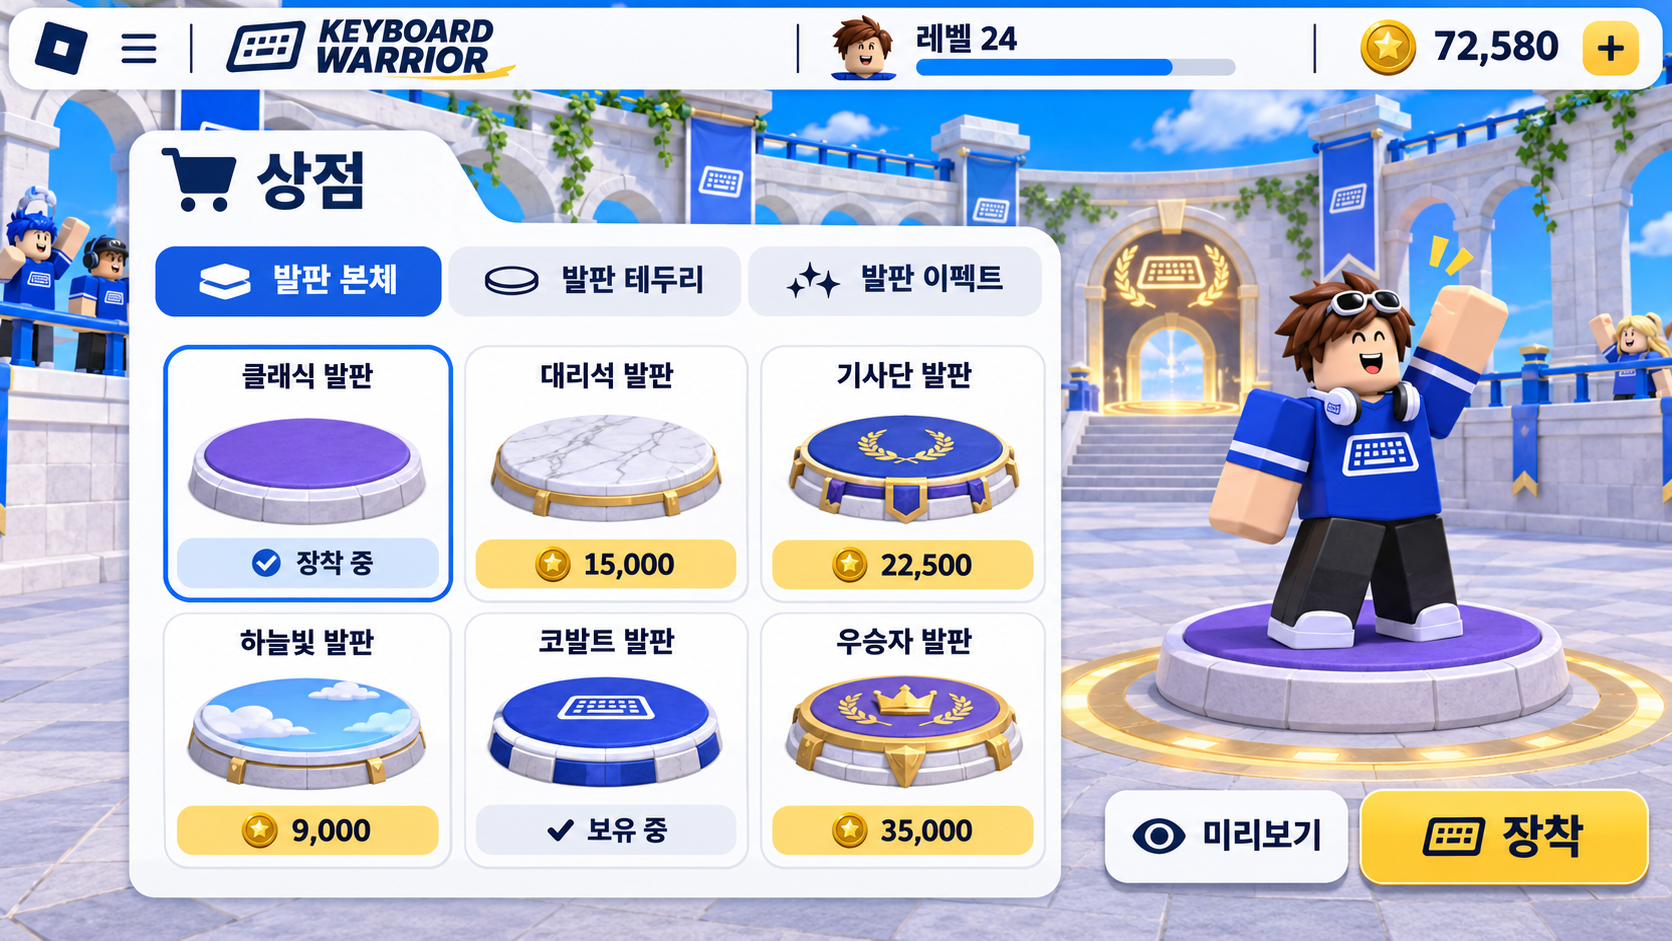 KEYBOARD
WARRIOR
레벨 24
72,580
+
상점
발판 본체
발판 테두리
발판 이펙트
클래식 발판
대리석 발판
기사단 발판
장착 중
15,000
22,500
하늘빛 발판
코발트 발판
우승자 발판
9,000
보유 중
35,000
미리보기
장착